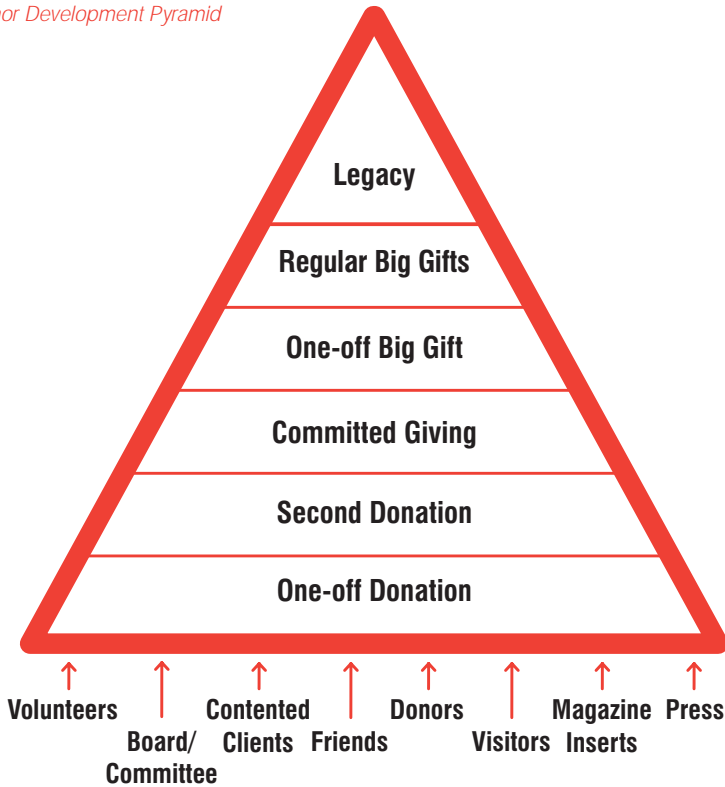 or Development Pyramid
Legacy
Regular Big Gifts
One-off Big Gift
Committed Giving
Second Donation
One-off Donation
Volunteers
Board/
Committee
Contented
Clients
Friends
Donors
Visitors
Magazine
Inserts
Press